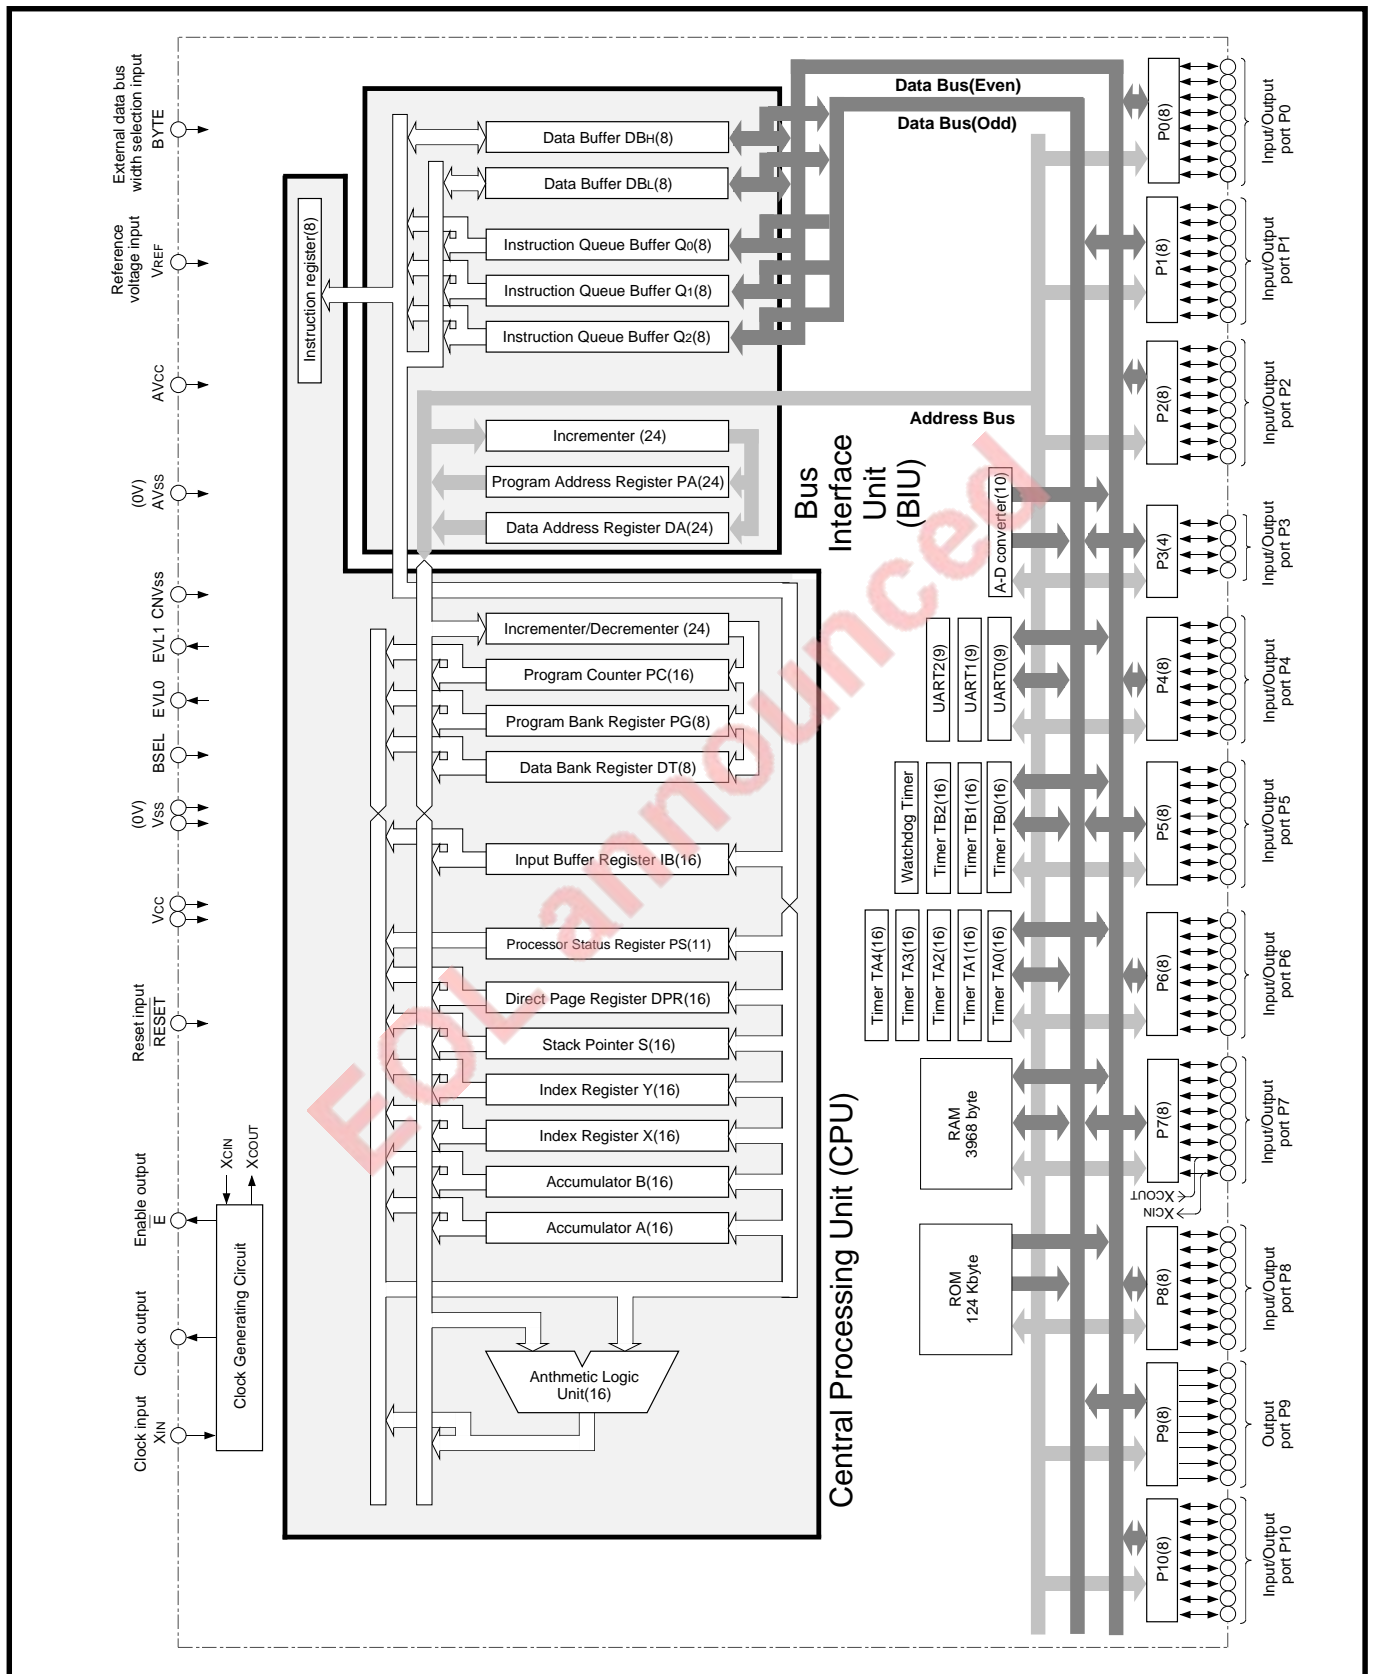 External data bus
width selection input
BYTE
Reference
voltage input
VREF
AVCC
(0V)
AVSS
CNVSS
EVL1
EVL0
BSEL
(0V)
VSS
VCC
Reset input
RESET
Enable output
E
Clock output
Clock input
XIN
XCIN
XCOUT
Clock Generating Circuit
Instruction register(8)
Data Buffer DBH(8)
Data Buffer DBL(8)
Instruction Queue Buffer Q0(8)
Instruction Queue Buffer Q1(8)
Instruction Queue Buffer Q2(8)
Incrementer (24)
Program Address Register PA(24)
Data Address Register DA(24)
Bus
Interface
Unit
(BIU)
Incrementer/Decrementer (24)
Program Counter PC(16)
Program Bank Register PG(8)
Data Bank Register DT(8)
Input Buffer Register IB(16)
Processor Status Register PS(11)
Direct Page Register DPR(16)
Stack Pointer S(16)
Index Register Y(16)
Index Register X(16)
Accumulator B(16)
Accumulator A(16)
Anthmetic Logic
Unit(16)
Central Processing Unit (CPU)
Data Bus(Even)
Data Bus(Odd)
Address Bus
A-D converter(10)
UART2(9)
UART1(9)
UART0(9)
Watchdog Timer
Timer TB2(16)
Timer TB1(16)
Timer TB0(16)
Timer TA4(16)
Timer TA3(16)
Timer TA2(16)
Timer TA1(16)
Timer TA0(16)
RAM
3968 byte
ROM
124 Kbyte
P0(8)
Input/Output
port P0
P1(8)
Input/Output
port P1
P2(8)
Input/Output
port P2
P3(4)
Input/Output
port P3
P4(8)
Input/Output
port P4
P5(8)
Input/Output
port P5
P6(8)
Input/Output
port P6
P7(8)
Input/Output
port P7
XCOUT
XCIN
P8(8)
Input/Output
port P8
P9(8)
Output
port P9
P10(8)
Input/Output
port P10
EOL announced